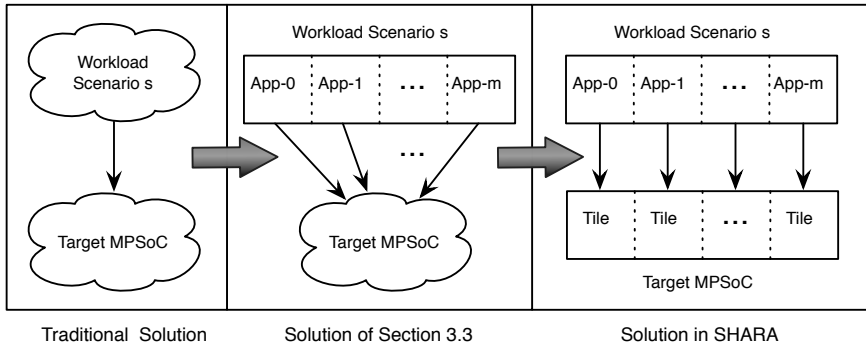 Workload
Scenario s
Target MPSoC
Workload Scenario s
App-0 App-1 ... App-m
...
Target MPSoC
Workload Scenario s
App-0 App-1 ... App-m
Tile Tile ... Tile
Target MPSoC
Traditional Solution
Solution of Section 3.3
Solution in SHARA